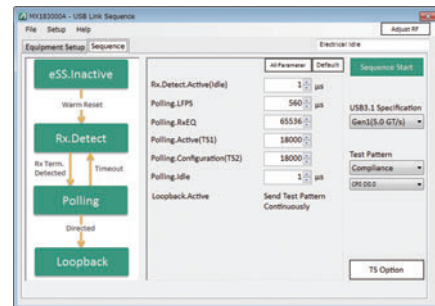 MX183000A - USB Link Sequence
File Setup Help
Adjust RF
Equipment Setup Sequence
Electrical Idle
eSS.Inactive
Warm Reset
Rx.Detect
Rx Term. Detected
Timeout
Polling
Directed
Loopback
All Parameter Default
Rx.Detect.Active(Idle) 1 µs
Polling.LFPS 560 µs
Polling.RxEQ 65536
Polling.Active(TS1) 18000
Polling.Configuration(TS2) 18000
Polling.Idle 1 µs
Loopback.Active Send Test Pattern
Continuously
Sequence Start
USB3.1 Specification
Gen1(5.0 GT/s)
Test Pattern
Compliance
CP0 D0.0
TS Option